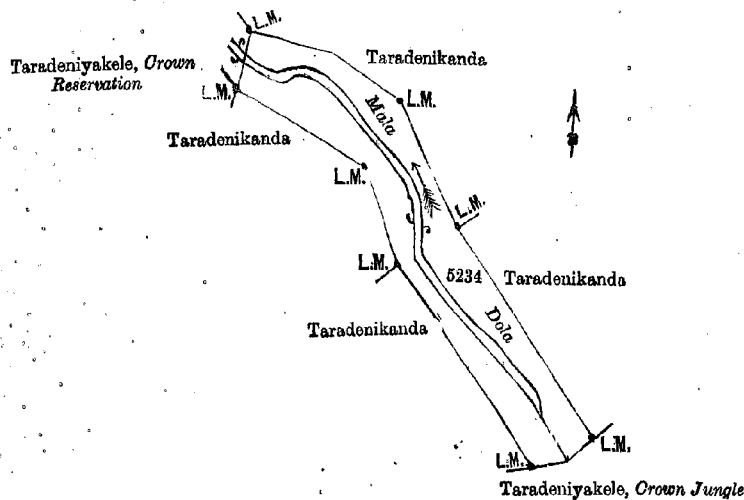 L.M.
Taradeniyakele, Crown
Reservation
Taradenikanda
L.M.
Mala
L.M.
Taradenikanda
L.M.
L.M.
L.M.
5234
Taradenikanda
Dola
Taradenikanda
L.M.
L.M.
Taradeniyakele, Crown Jungle